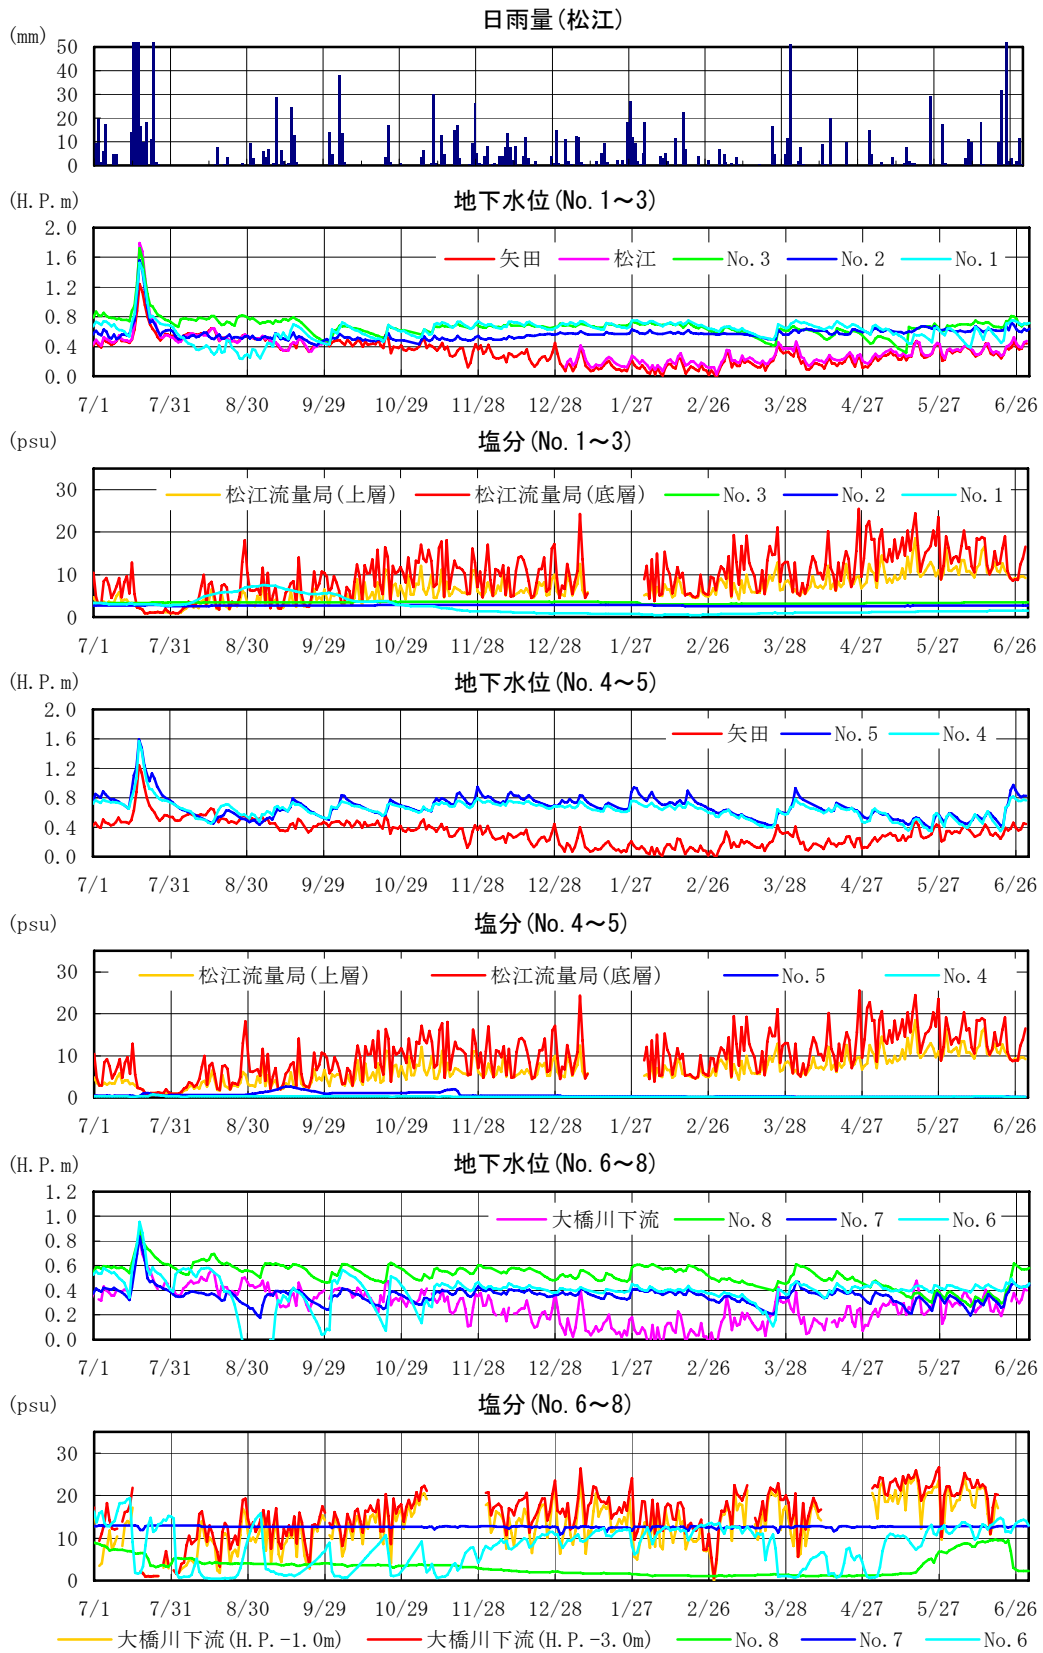 日雨量(松江)
(mm)
50
40
30
20
10
0
地下水位(No.1～3)
(H.P.m)
2.0
1.6
1.2
0.8
0.4
0.0
矢田 松江 No.3 No.2 No.1
7/1 7/31 8/30 9/29 10/29 11/28 12/28 1/27 2/26 3/28 4/27 5/27 6/26
塩分(No.1～3)
(psu)
30
20
10
0
松江流量局(上層) 松江流量局(底層) No.3 No.2 No.1
7/1 7/31 8/30 9/29 10/29 11/28 12/28 1/27 2/26 3/28 4/27 5/27 6/26
地下水位(No.4～5)
(H.P.m)
2.0
1.6
1.2
0.8
0.4
0.0
矢田 No.5 No.4
7/1 7/31 8/30 9/29 10/29 11/28 12/28 1/27 2/26 3/28 4/27 5/27 6/26
塩分(No.4～5)
(psu)
30
20
10
0
松江流量局(上層) 松江流量局(底層) No.5 No.4
7/1 7/31 8/30 9/29 10/29 11/28 12/28 1/27 2/26 3/28 4/27 5/27 6/26
地下水位(No.6～8)
(H.P.m)
1.2
1.0
0.8
0.6
0.4
0.2
0.0
大橋川下流 No.8 No.7 No.6
7/1 7/31 8/30 9/29 10/29 11/28 12/28 1/27 2/26 3/28 4/27 5/27 6/26
塩分(No.6～8)
(psu)
30
20
10
0
7/1 7/31 8/30 9/29 10/29 11/28 12/28 1/27 2/26 3/28 4/27 5/27 6/26
大橋川下流(H.P.-1.0m) 大橋川下流(H.P.-3.0m) No.8 No.7 No.6